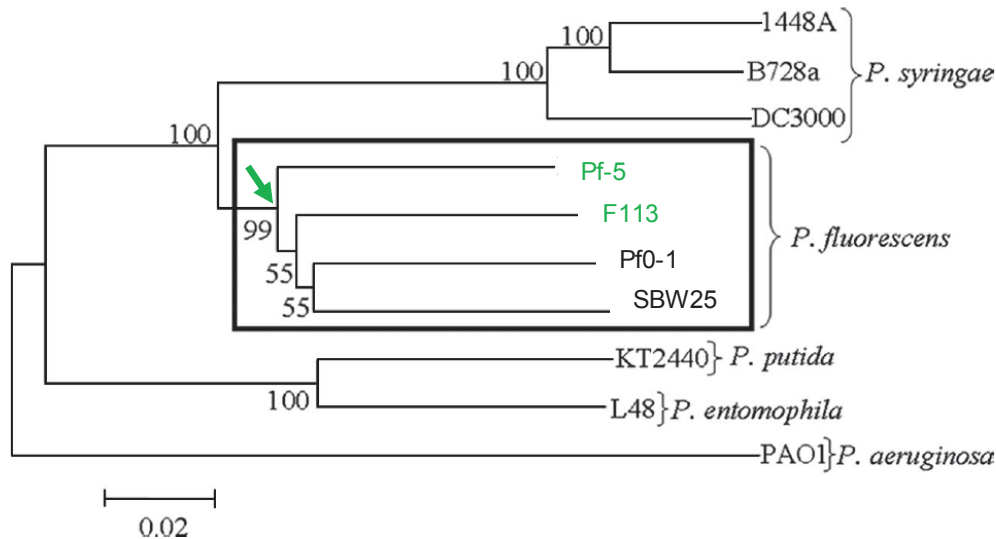 1448A
100
B728a
P. syringae
100
DC3000
100
Pf-5
99
F113
P. fluorescens
55
Pf0-1
55
SBW25
KT2440 P. putida
100
L48 P. entomophila
PAO1 P. aeruginosa
0.02